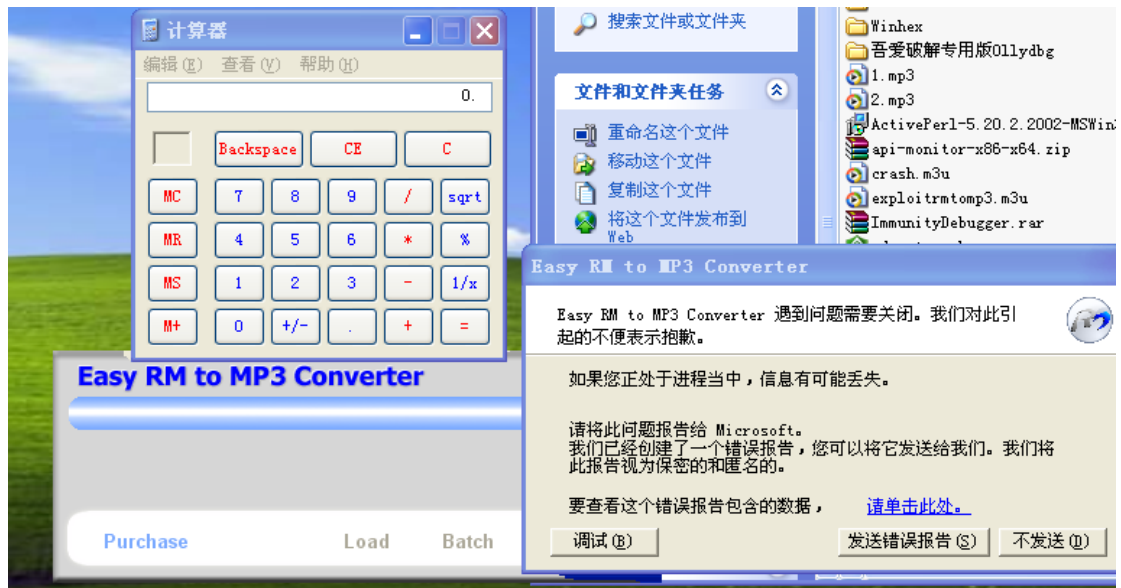 计算器
编辑(E) 查看(V) 帮助(H)
0.
Backspace CE C
MC 7 8 9 / sqrt
MR 4 5 6 * %
MS 1 2 3 - 1/x
M+ 0 +/- . + =
搜索文件或文件夹
文件和文件夹任务
重命名这个文件
移动这个文件
复制这个文件
将这个文件发布到
Web
Winhex
吾爱破解专用版Ollydbg
1.mp3
2.mp3
ActivePerl-5.20.2.2002-MSWin
api-monitor-x86-x64.zip
crash.m3u
exploitrmtomp3.m3u
ImmunityDebugger.rar
Easy RM to MP3 Converter
Purchase Load Batch
Easy RM to MP3 Converter
Easy RM to MP3 Converter 遇到问题需要关闭。我们对此引
起的不便表示抱歉。
如果您正处于进程当中，信息有可能丢失。
请将此问题报告给 Microsoft。
我们已经创建了一个错误报告，您可以将它发送给我们。我们将
此报告视为保密的和匿名的。
要查看这个错误报告包含的数据， 请单击此处。
调试(B) 发送错误报告(S) 不发送(D)